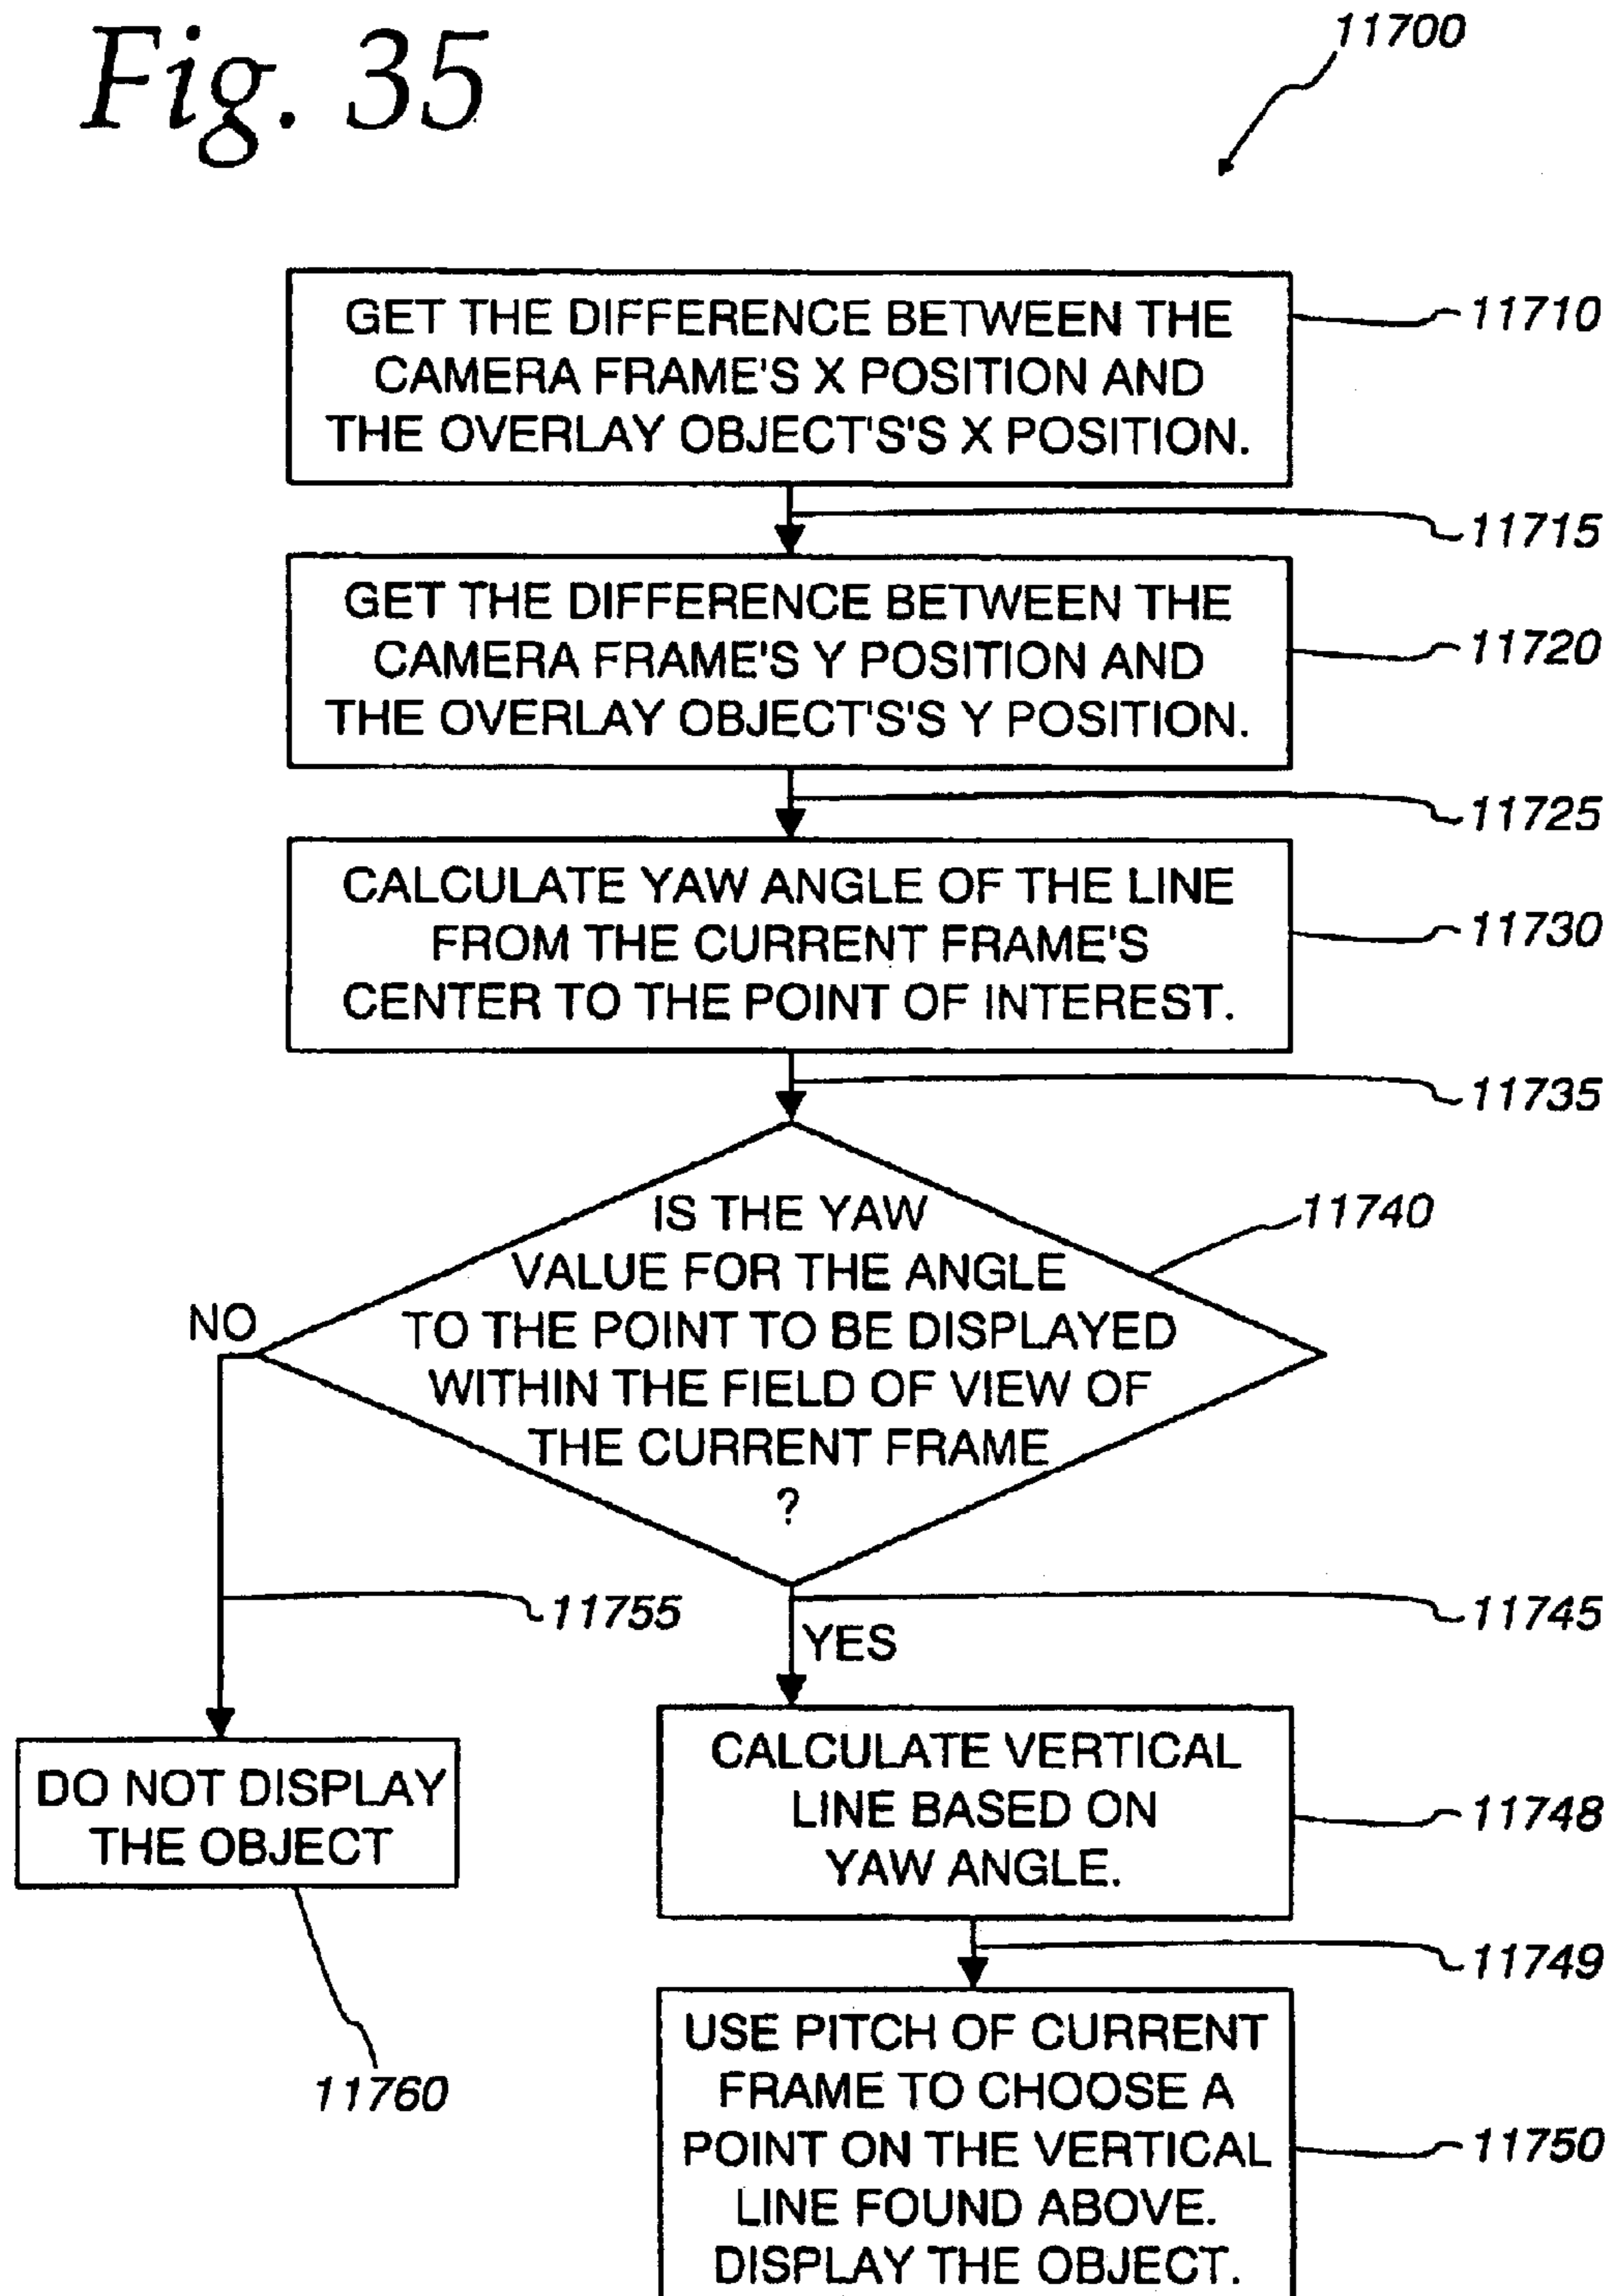 Fig. 35
11700
GET THE DIFFERENCE BETWEEN THE
CAMERA FRAME'S X POSITION AND
THE OVERLAY OBJECT'S'S X POSITION.
11710
11715
GET THE DIFFERENCE BETWEEN THE
CAMERA FRAME'S Y POSITION AND
THE OVERLAY OBJECT'S'S Y POSITION.
11720
11725
CALCULATE YAW ANGLE OF THE LINE
FROM THE CURRENT FRAME'S
CENTER TO THE POINT OF INTEREST.
11730
11735
IS THE YAW
VALUE FOR THE ANGLE
TO THE POINT TO BE DISPLAYED
WITHIN THE FIELD OF VIEW OF
THE CURRENT FRAME
?
11740
NO
11755
YES
11745
DO NOT DISPLAY
THE OBJECT
11760
CALCULATE VERTICAL
LINE BASED ON
YAW ANGLE.
11748
11749
USE PITCH OF CURRENT
FRAME TO CHOOSE A
POINT ON THE VERTICAL
LINE FOUND ABOVE.
DISPLAY THE OBJECT.
11750